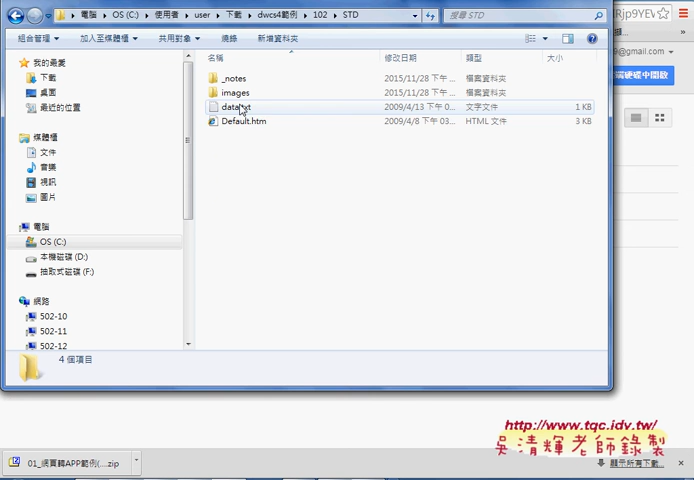 電腦 ▸ OS (C:) ▸ 使用者 ▸ user ▸ 下載 ▸ dwcs4範例 ▸ 102 ▸ STD
搜尋 STD
Rjp9YEV
組合管理 加入至媒體櫃 共用對象 燒錄 新增資料夾
9@gmail.com
我的最愛
下載
桌面
最近的位置
媒體櫃
文件
音樂
視訊
圖片
電腦
OS (C:)
本機磁碟 (D:)
抽取式磁碟 (F:)
網路
502-10
502-11
502-12
名稱 修改日期 類型 大小
_notes 2015/11/28 下午 ... 檔案資料夾
images 2015/11/28 下午 ... 檔案資料夾
data.txt 2009/4/13 下午 0... 文字文件 1 KB
Default.htm 2009/4/8 下午 03... HTML 文件 3 KB
端硬碟中開啟
4 個項目
http://www.tqc.idv.tw/
吳清輝老師錄製
01_網頁轉APP範例(....zip
顯示所有下載...